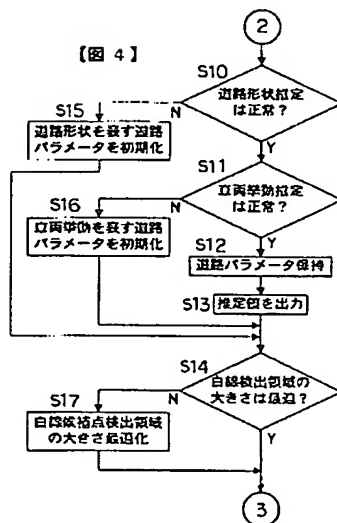 【図 4】
2
S10
道路形状推定
は正常？
N
Y
S15
道路形状を表す道路
パラメータを初期化
S11
車両挙動推定
は正常？
N
Y
S16
車両挙動を表す道路
パラメータを初期化
S12
道路パラメータ保持
S13
推定値を出力
S14
白線検出領域の
大きさは最適？
N
Y
S17
白線候補点検出領域
の大きさ最適化
3